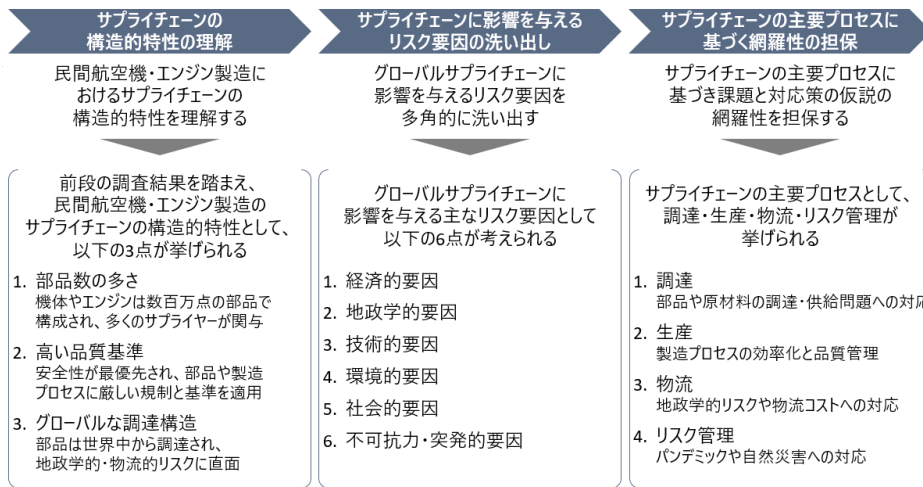 サプライチェーンの
構造的特性の理解
民間航空機・エンジン製造に
おけるサプライチェーンの
構造的特性を理解する
前段の調査結果を踏まえ、
民間航空機・エンジン製造の
サプライチェーンの構造的特性として、
以下の3点が挙げられる
1. 部品数の多さ
機体やエンジンは数百万点の部品で
構成され、多くのサプライヤーが関与
2. 高い品質基準
安全性が最優先され、部品や製造
プロセスに厳しい規制と基準を適用
3. グローバルな調達構造
部品は世界中から調達され、
地政学的・物流的リスクに直面
サプライチェーンに影響を与える
リスク要因の洗い出し
グローバルサプライチェーンに
影響を与えるリスク要因を
多角的に洗い出す
グローバルサプライチェーンに
影響を与える主なリスク要因として
以下の6点が考えられる
1. 経済的要因
2. 地政学的要因
3. 技術的要因
4. 環境的要因
5. 社会的要因
6. 不可抗力・突発的要因
サプライチェーンの主要プロセスに
基づく網羅性の担保
サプライチェーンの主要プロセスに
基づき課題と対応策の仮説の
網羅性を担保する
サプライチェーンの主要プロセスとして、
調達・生産・物流・リスク管理が
挙げられる
1. 調達
部品や原材料の調達・供給問題への対応
2. 生産
製造プロセスの効率化と品質管理
3. 物流
地政学的リスクや物流コストへの対応
4. リスク管理
パンデミックや自然災害への対応